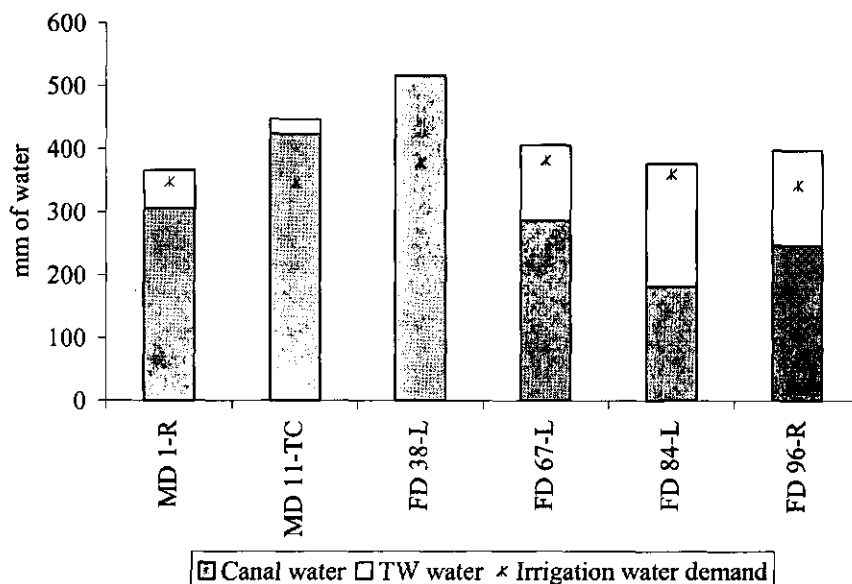 600
500
400
300
200
100
0
mm of water
MD 1-R
MD 11-TC
FD 38-L
FD 67-L
FD 84-L
FD 96-R
Canal water TW water Irrigation water demand